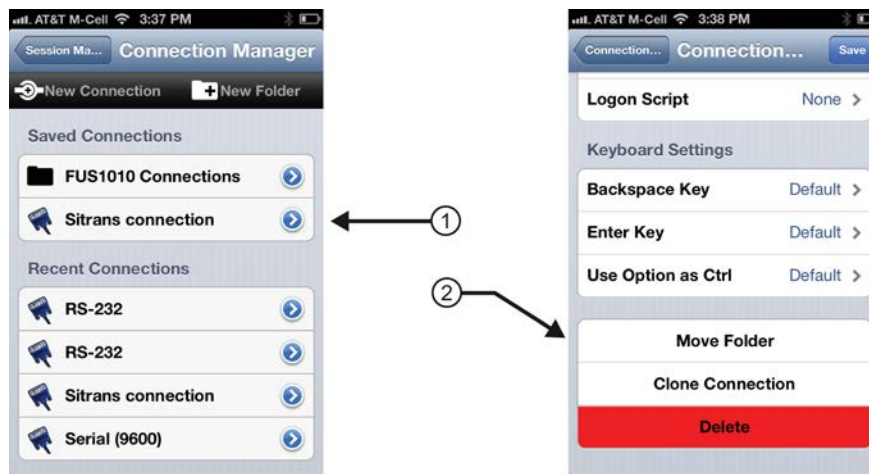 AT&T M-Cell 3:37 PM
Session Ma... Connection Manager
New Connection New Folder
Saved Connections
FUS1010 Connections
Sitrans connection
Recent Connections
RS-232
RS-232
Sitrans connection
Serial (9600)
1
2
AT&T M-Cell 3:38 PM
Connection... Connection... Save
Logon Script None
Keyboard Settings
Backspace Key Default
Enter Key Default
Use Option as Ctrl Default
Move Folder
Clone Connection
Delete